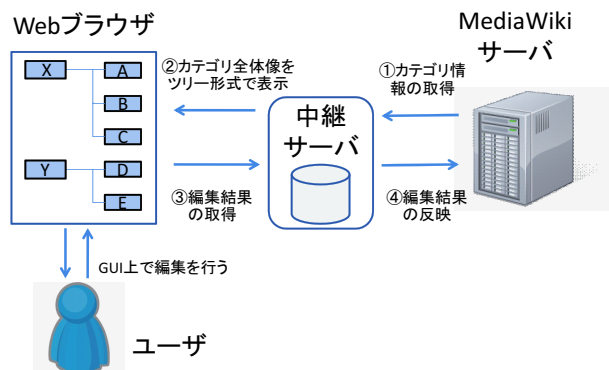 Webブラウザ
MediaWiki
サーバ
X
A
B
C
Y
D
E
②カテゴリ全体像を
ツリー形式で表示
①カテゴリ情
報の取得
中継
サーバ
③編集結果
の取得
④編集結果
の反映
GUI上で編集を行う
ユーザ